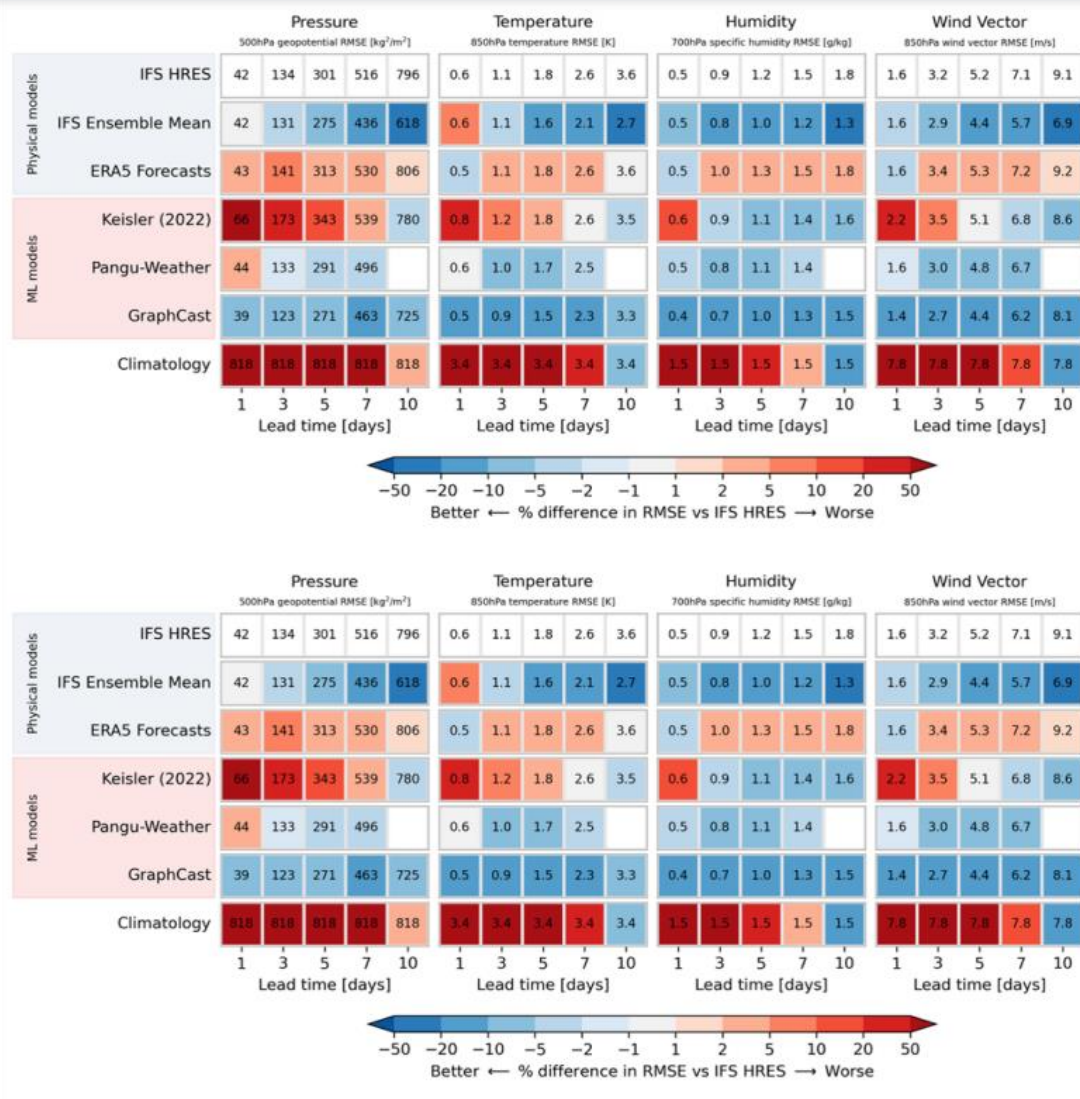 Pressure Temperature Humidity Wind Vector
500hPa geopotential RMSE [kg²/m²] 850hPa temperature RMSE [K] 700hPa specific humidity RMSE [g/kg] 850hPa wind vector RMSE [m/s]
Physical models
IFS HRES 42 134 301 516 796 0.6 1.1 1.8 2.6 3.6 0.5 0.9 1.2 1.5 1.8 1.6 3.2 5.2 7.1 9.1
IFS Ensemble Mean 42 131 275 436 618 0.6 1.1 1.6 2.1 2.7 0.5 0.8 1.0 1.2 1.3 1.6 2.9 4.4 5.7 6.9
ERA5 Forecasts 43 141 313 530 806 0.5 1.1 1.8 2.6 3.6 0.5 1.0 1.3 1.5 1.8 1.6 3.4 5.3 7.2 9.2
ML models
Keisler (2022) 66 173 343 539 780 0.8 1.2 1.8 2.6 3.5 0.6 0.9 1.1 1.4 1.6 2.2 3.5 5.1 6.8 8.6
Pangu-Weather 44 133 291 496 0.6 1.0 1.7 2.5 0.5 0.8 1.1 1.4 1.6 3.0 4.8 6.7
GraphCast 39 123 271 463 725 0.5 0.9 1.5 2.3 3.3 0.4 0.7 1.0 1.3 1.5 1.4 2.7 4.4 6.2 8.1
Climatology 818 818 818 818 818 3.4 3.4 3.4 3.4 3.4 1.5 1.5 1.5 1.5 1.5 7.8 7.8 7.8 7.8 7.8
1 3 5 7 10 1 3 5 7 10 1 3 5 7 10 1 3 5 7 10
Lead time [days] Lead time [days] Lead time [days] Lead time [days]
−50 −20 −10 −5 −2 −1 1 2 5 10 20 50
Better ← % difference in RMSE vs IFS HRES → Worse
Pressure Temperature Humidity Wind Vector
500hPa geopotential RMSE [kg²/m²] 850hPa temperature RMSE [K] 700hPa specific humidity RMSE [g/kg] 850hPa wind vector RMSE [m/s]
Physical models
IFS HRES 42 134 301 516 796 0.6 1.1 1.8 2.6 3.6 0.5 0.9 1.2 1.5 1.8 1.6 3.2 5.2 7.1 9.1
IFS Ensemble Mean 42 131 275 436 618 0.6 1.1 1.6 2.1 2.7 0.5 0.8 1.0 1.2 1.3 1.6 2.9 4.4 5.7 6.9
ERA5 Forecasts 43 141 313 530 806 0.5 1.1 1.8 2.6 3.6 0.5 1.0 1.3 1.5 1.8 1.6 3.4 5.3 7.2 9.2
ML models
Keisler (2022) 66 173 343 539 780 0.8 1.2 1.8 2.6 3.5 0.6 0.9 1.1 1.4 1.6 2.2 3.5 5.1 6.8 8.6
Pangu-Weather 44 133 291 496 0.6 1.0 1.7 2.5 0.5 0.8 1.1 1.4 1.6 3.0 4.8 6.7
GraphCast 39 123 271 463 725 0.5 0.9 1.5 2.3 3.3 0.4 0.7 1.0 1.3 1.5 1.4 2.7 4.4 6.2 8.1
Climatology 818 818 818 818 818 3.4 3.4 3.4 3.4 3.4 1.5 1.5 1.5 1.5 1.5 7.8 7.8 7.8 7.8 7.8
1 3 5 7 10 1 3 5 7 10 1 3 5 7 10 1 3 5 7 10
Lead time [days] Lead time [days] Lead time [days] Lead time [days]
−50 −20 −10 −5 −2 −1 1 2 5 10 20 50
Better ← % difference in RMSE vs IFS HRES → Worse